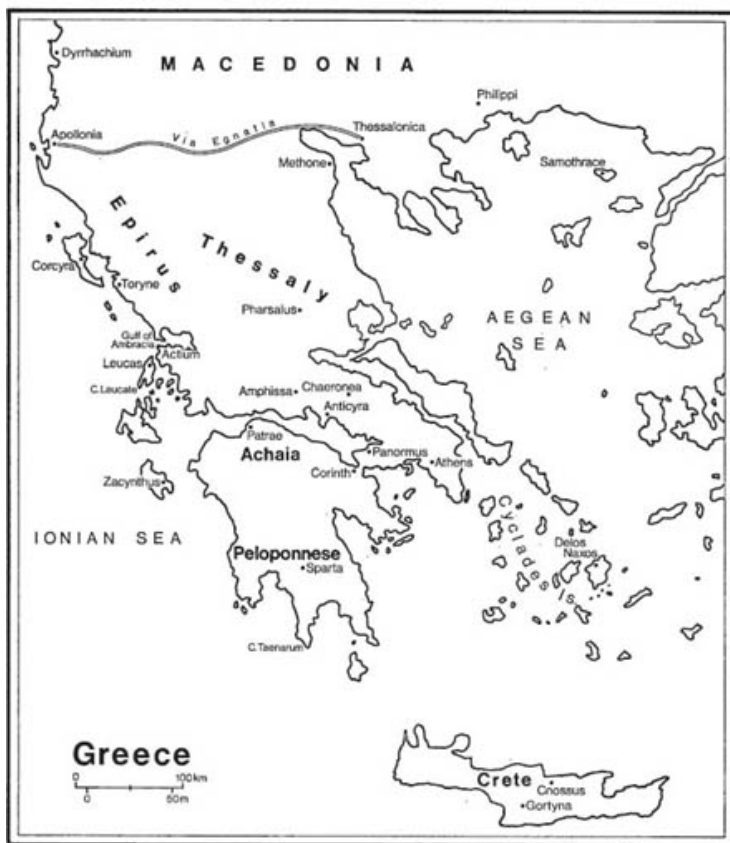 Dyrrhachium
MACEDONIA
Philippi
Apollonia
Via Egnatia
Thessalonica
Methone
Samothrace
Epirus
Thessaly
Corcyra
Toryne
Pharsalus
AEGEAN
SEA
Gulf of
Ambracia
Actium
Leucas
C. Leucate
Amphissa
Chaeronea
Anticyra
Patrae
Achaia
Panormus
Athens
Corinth
Zacynthus
Cyclades Is.
IONIAN SEA
Delos
Naxos
Peloponnese
Sparta
C. Taenarum
Greece
0 100km
0 50m
Crete
Cnossus
Gortyna